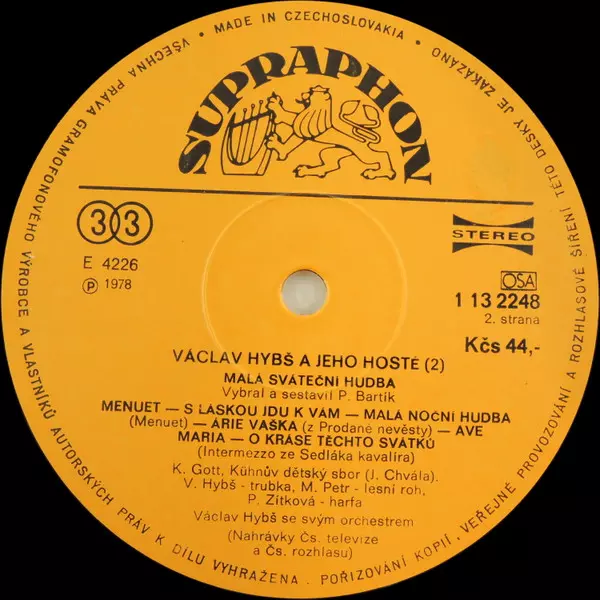 MADE IN CZECHOSLOVAKIA • VŠECHNA PRÁVA GRAMOFONOVÉHO VÝROBCE A VLASTNÍKŮ AUTORSKÝCH PRÁV K DÍLU VYHRAŽENA. POŘIZOVÁNÍ KOPIÍ, VEŘEJNÉ PROVOZOVÁNÍ A ROZHLASOVÉ ŠÍŘENÍ TÉTO DESKY JE ZAKÁZÁNO •
SUPRAPHON
33
STEREO
E 4226
OSA
Ⓟ 1978
1 13 2248
2. strana
Kčs 44,-
VÁCLAV HYBŠ A JEHO HOSTÉ (2)
MALÁ SVÁTEČNÍ HUDBA
Vybral a sestavil P. Bartík
MENUET — S LÁSKOU JDU K VÁM — MALÁ NOČNÍ HUDBA
(Menuet) — ÁRIE VAŠKA (z Prodané nevěsty) — AVE
MARIA — O KRÁSE TĚCHTO SVÁTKŮ
(Intermezzo ze Sedláka kavalíra)
K. Gott, Kühnův dětský sbor (J. Chvála).
V. Hybš - trubka, M. Petr - lesní roh,
P. Zítková - harfa
Václav Hybš se svým orchestrem
(Nahrávky Čs. televize
a Čs. rozhlasu)